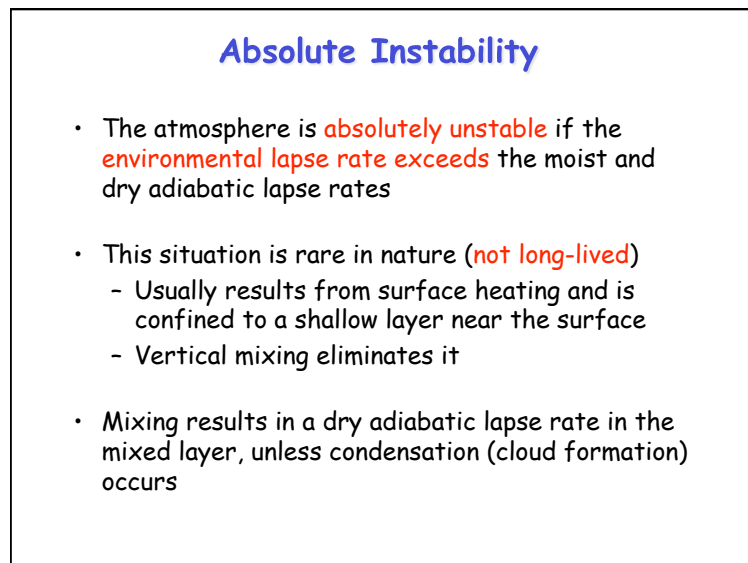 Absolute Instability
• The atmosphere is absolutely unstable if the
environmental lapse rate exceeds the moist and
dry adiabatic lapse rates
• This situation is rare in nature (not long-lived)
– Usually results from surface heating and is
confined to a shallow layer near the surface
– Vertical mixing eliminates it
• Mixing results in a dry adiabatic lapse rate in the
mixed layer, unless condensation (cloud formation)
occurs